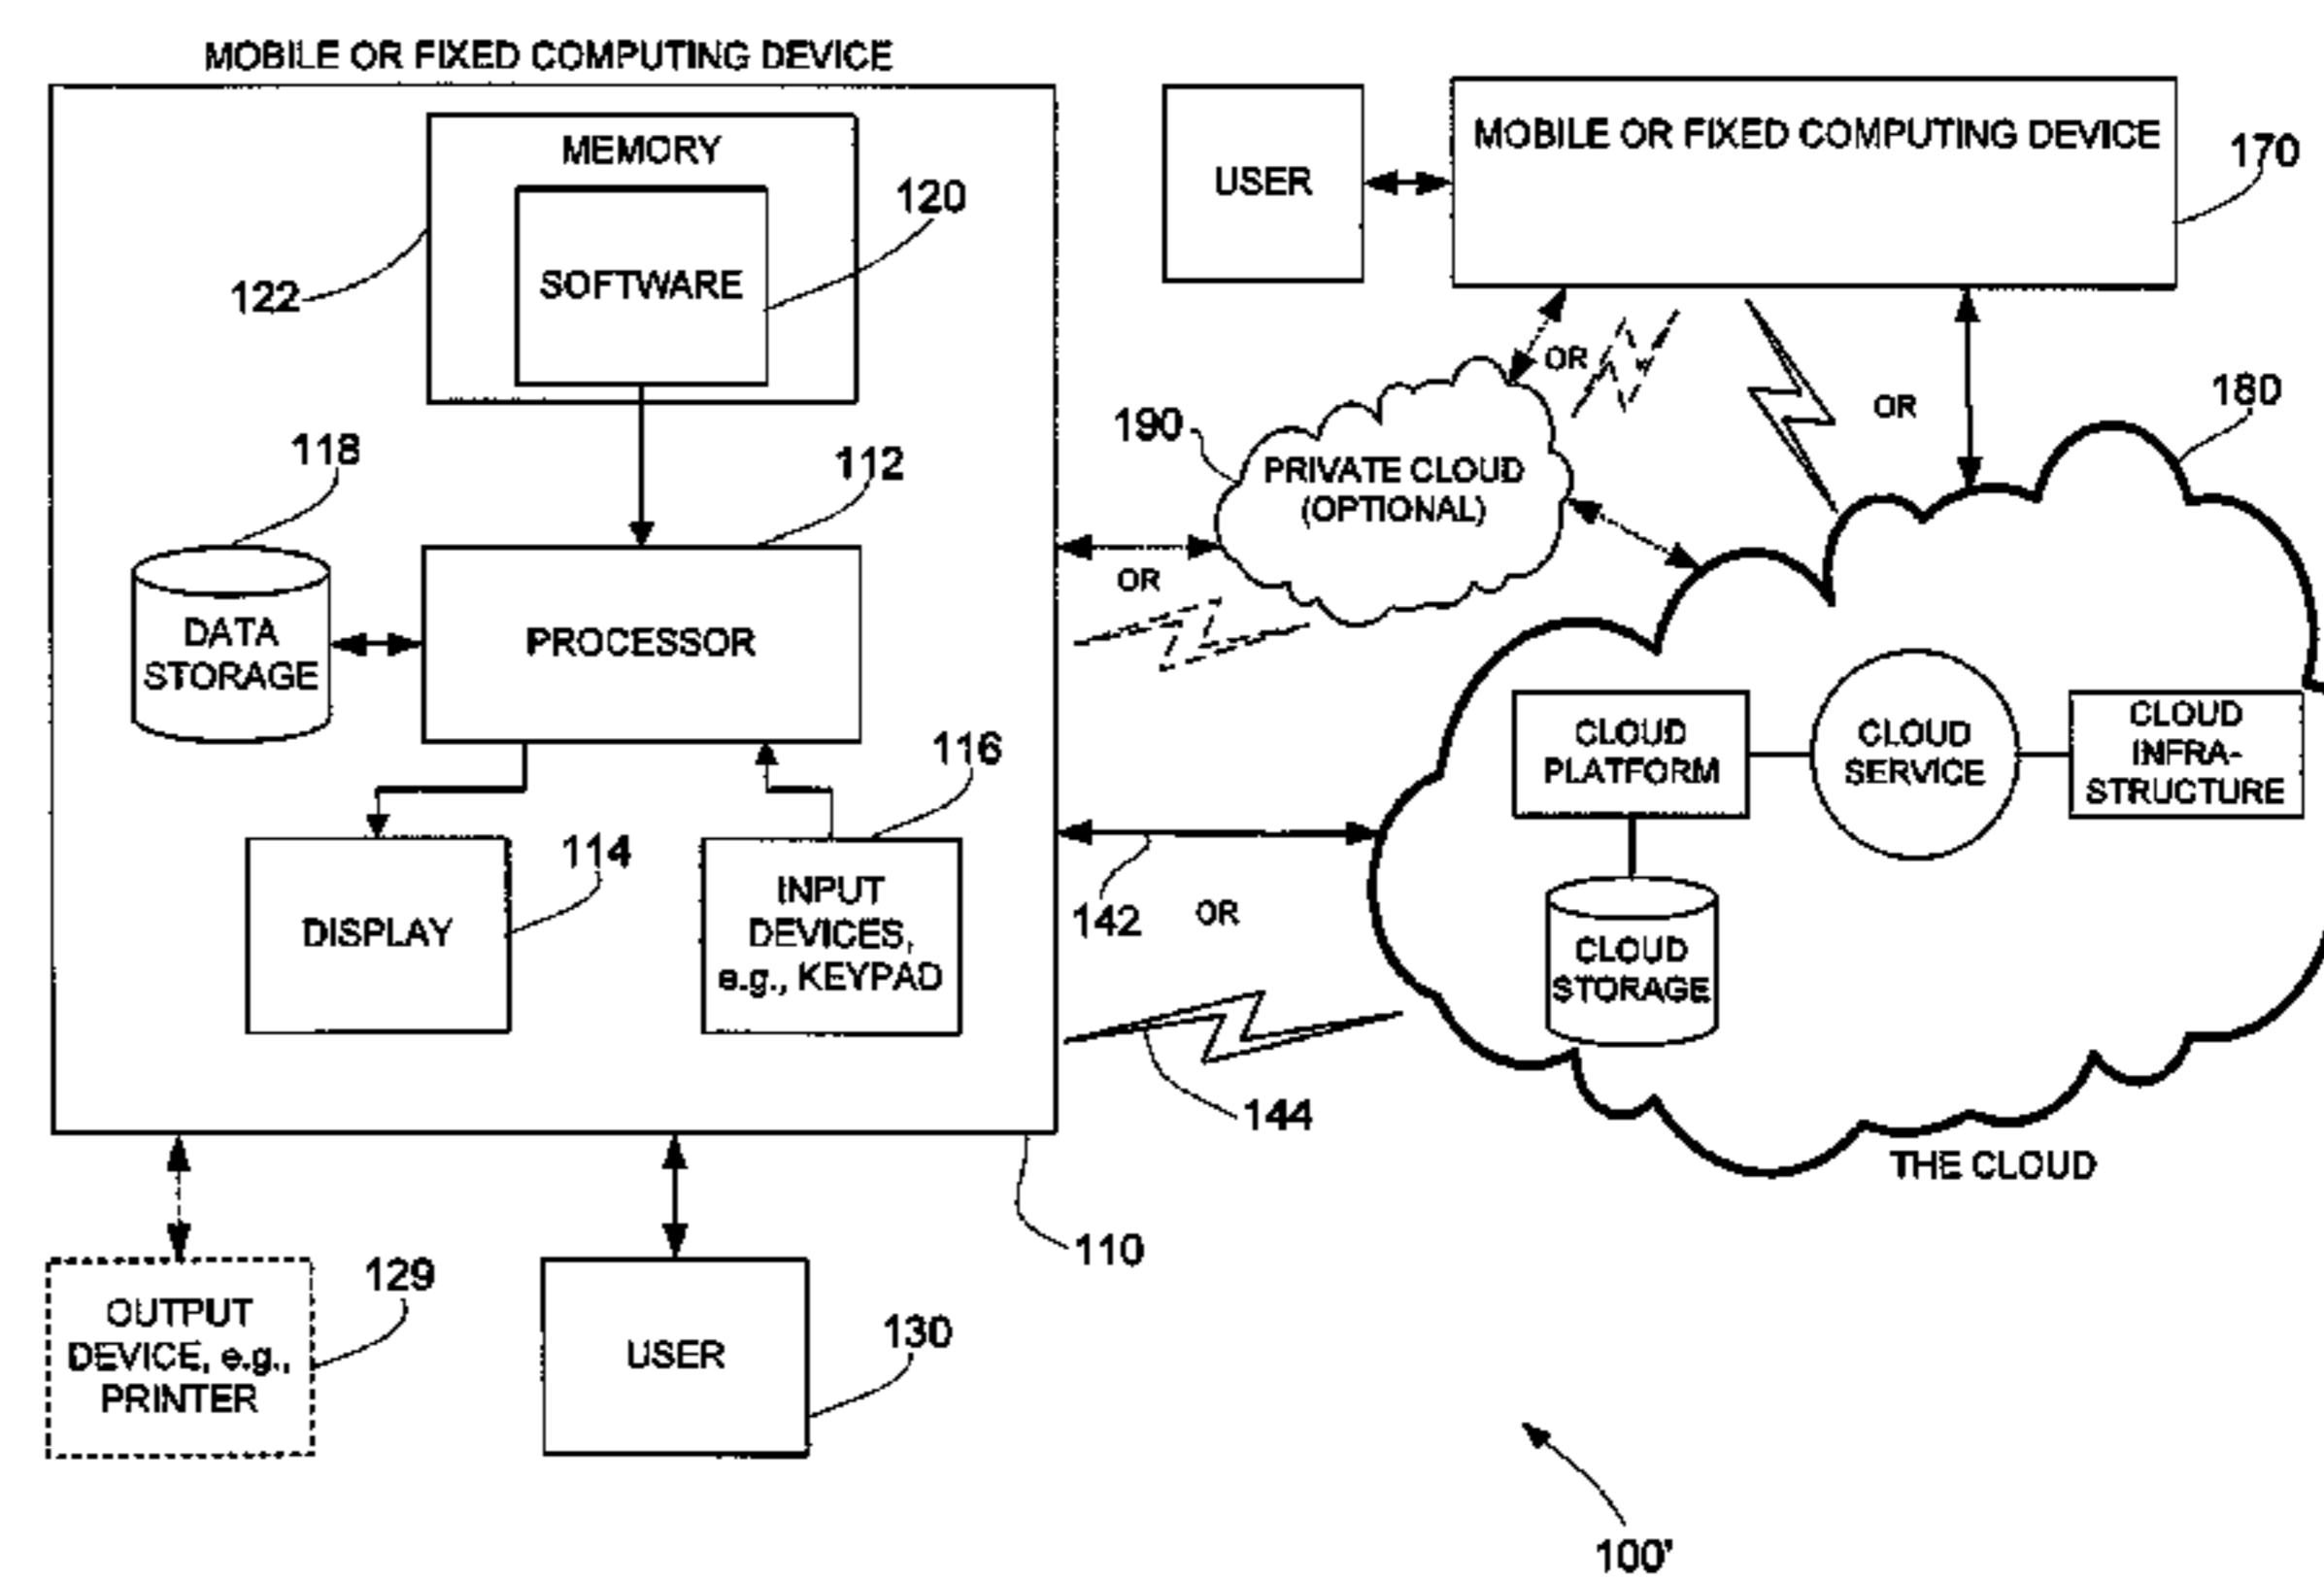 MOBILE OR FIXED COMPUTING DEVICE
MEMORY
120
SOFTWARE
122
118
112
DATA
STORAGE
PROCESSOR
116
114
DISPLAY
INPUT
DEVICES,
e.g., KEYPAD
110
129
OUTPUT
DEVICE, e.g.,
PRINTER
USER
130
USER
MOBILE OR FIXED COMPUTING DEVICE
170
OR
OR
180
190
PRIVATE CLOUD
(OPTIONAL)
OR
CLOUD
PLATFORM
CLOUD
SERVICE
CLOUD
INFRA-
STRUCTURE
142
OR
CLOUD
STORAGE
144
THE CLOUD
100'